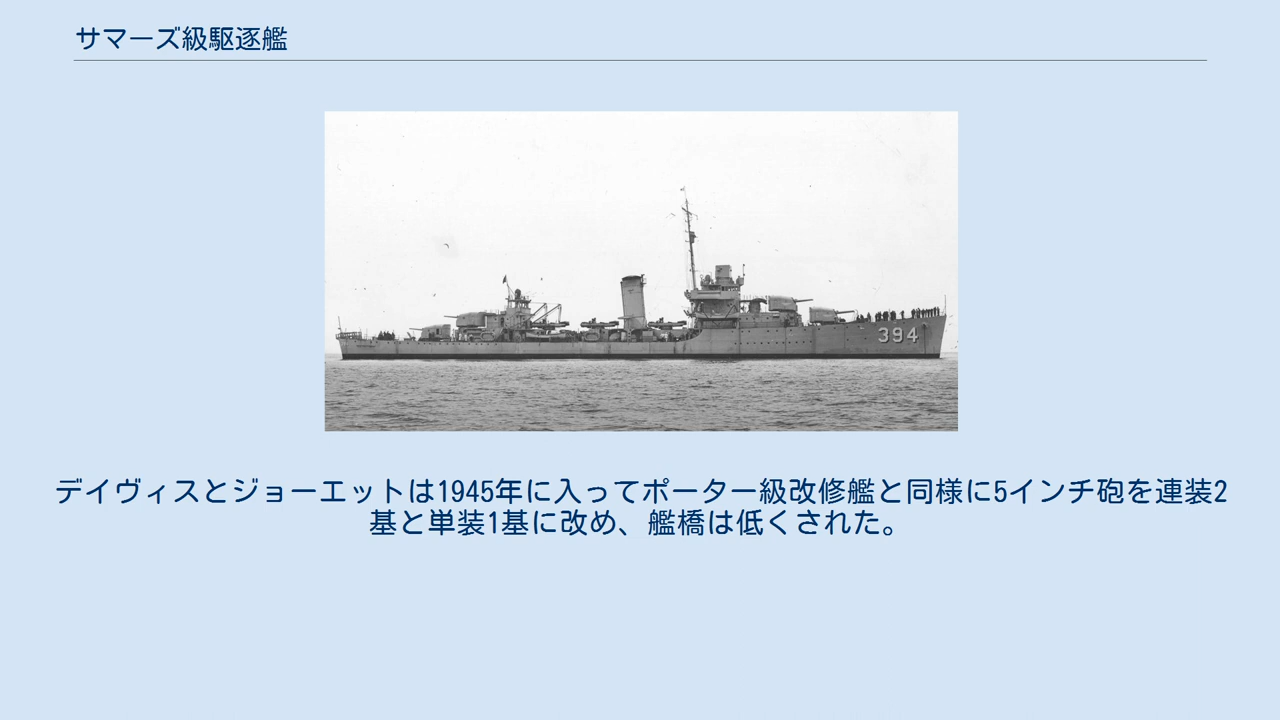 サマーズ級駆逐艦
394
デイヴィスとジョーエットは1945年に入ってポーター級改修艦と同様に5インチ砲を連装2
基と単装1基に改め、艦橋は低くされた。